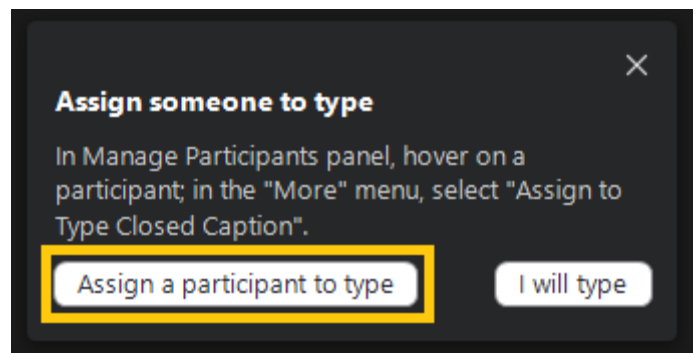 Assign someone to type
In Manage Participants panel, hover on a
participant; in the "More" menu, select "Assign to
Type Closed Caption".
Assign a participant to type
I will type